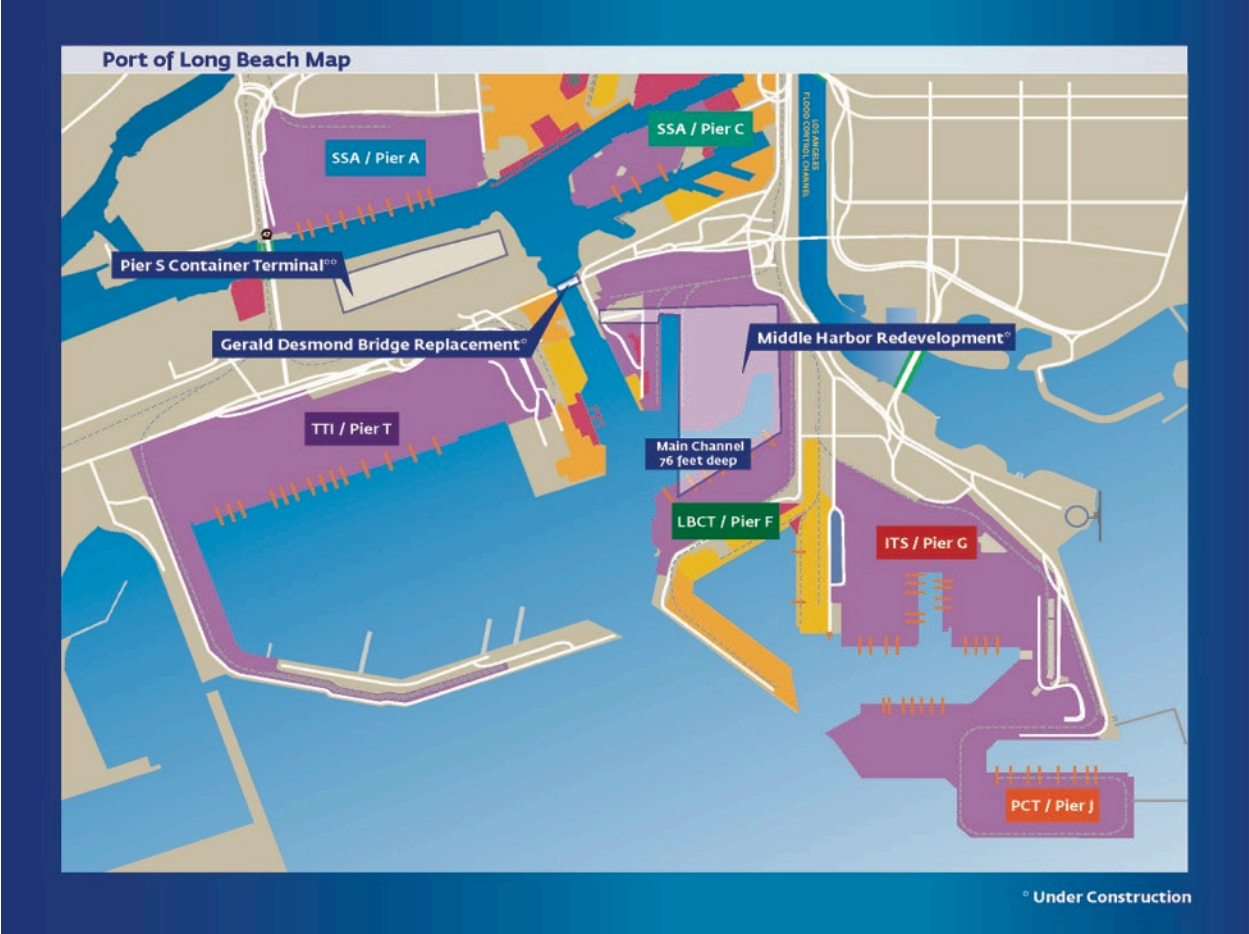 Port of Long Beach Map
SSA / Pier C
SSA / Pier A
LOS ANGELES
FLOOD CONTROL CHANNEL
47
Pier S Container Terminal°°
Gerald Desmond Bridge Replacement°
Middle Harbor Redevelopment°
TTI / Pier T
Main Channel
76 feet deep
LBCT / Pier F
ITS / Pier G
PCT / Pier J
° Under Construction